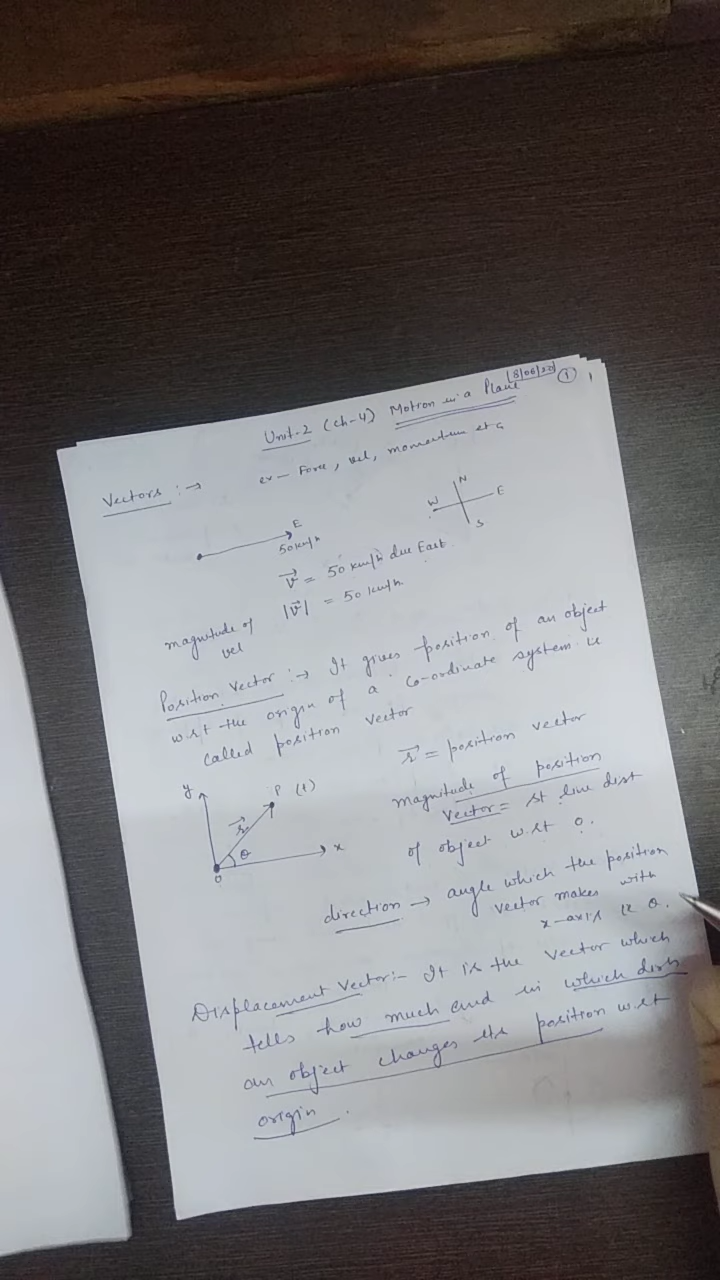 18/06/20 1
Unit-2 (Ch-4) Motion in a Plane
Vectors :→ ex- Force, vel, momentum etc
E
50 km/h
N
W E
S
v⃗ = 50 km/h due East.
magnitude of vel |v⃗| = 50 km/h
Position Vector :→ It gives position of an object
w.r.t the origin of a co-ordinate system is
called position vector
y P (t)
r⃗
θ
O x
r⃗ = position vector
magnitude of position
vector = st line dist
of object w.r.t O.
direction → angle which the position
vector makes with
x-axis is θ.
Displacement Vector:- It is the vector which
tells how much and in which dirn
an object changes its position w.r.t
origin.